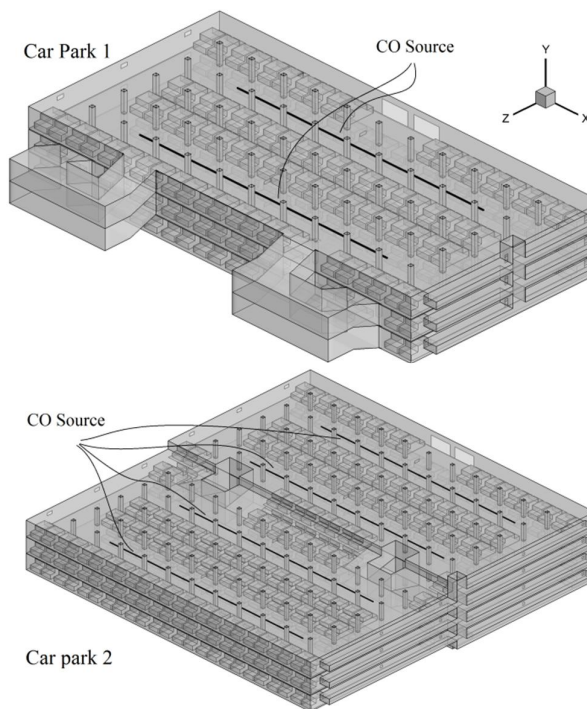 Car Park 1
CO Source
Y
Z
X
CO Source
Car park 2